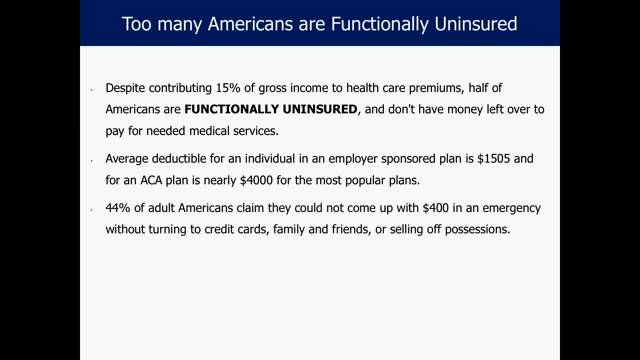 Too many Americans are Functionally Uninsured
Despite contributing 15% of gross income to health care premiums, half of
Americans are FUNCTIONALLY UNINSURED, and don't have money left over to
pay for needed medical services.
Average deductible for an individual in an employer sponsored plan is $1505 and
for an ACA plan is nearly $4000 for the most popular plans.
44% of adult Americans claim they could not come up with $400 in an emergency
without turning to credit cards, family and friends, or selling off possessions.